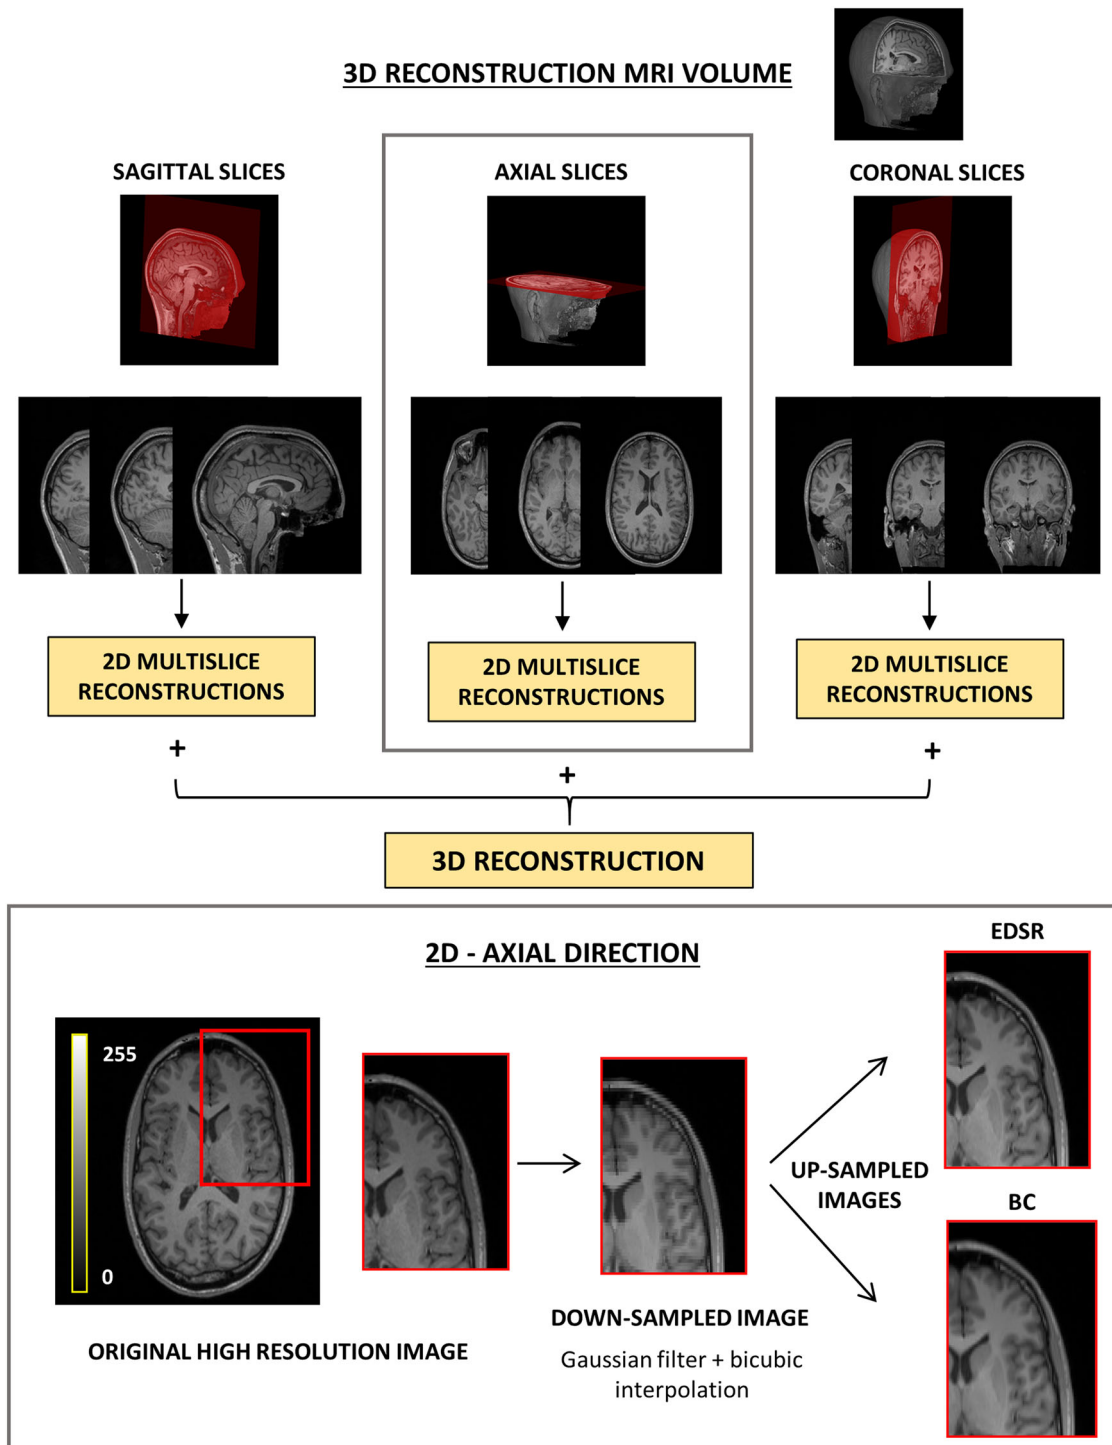 3D RECONSTRUCTION MRI VOLUME
SAGITTAL SLICES
AXIAL SLICES
CORONAL SLICES
2D MULTISLICE
RECONSTRUCTIONS
2D MULTISLICE
RECONSTRUCTIONS
2D MULTISLICE
RECONSTRUCTIONS
+
+
+
3D RECONSTRUCTION
2D - AXIAL DIRECTION
EDSR
255
0
UP-SAMPLED
IMAGES
BC
ORIGINAL HIGH RESOLUTION IMAGE
DOWN-SAMPLED IMAGE
Gaussian filter + bicubic
interpolation